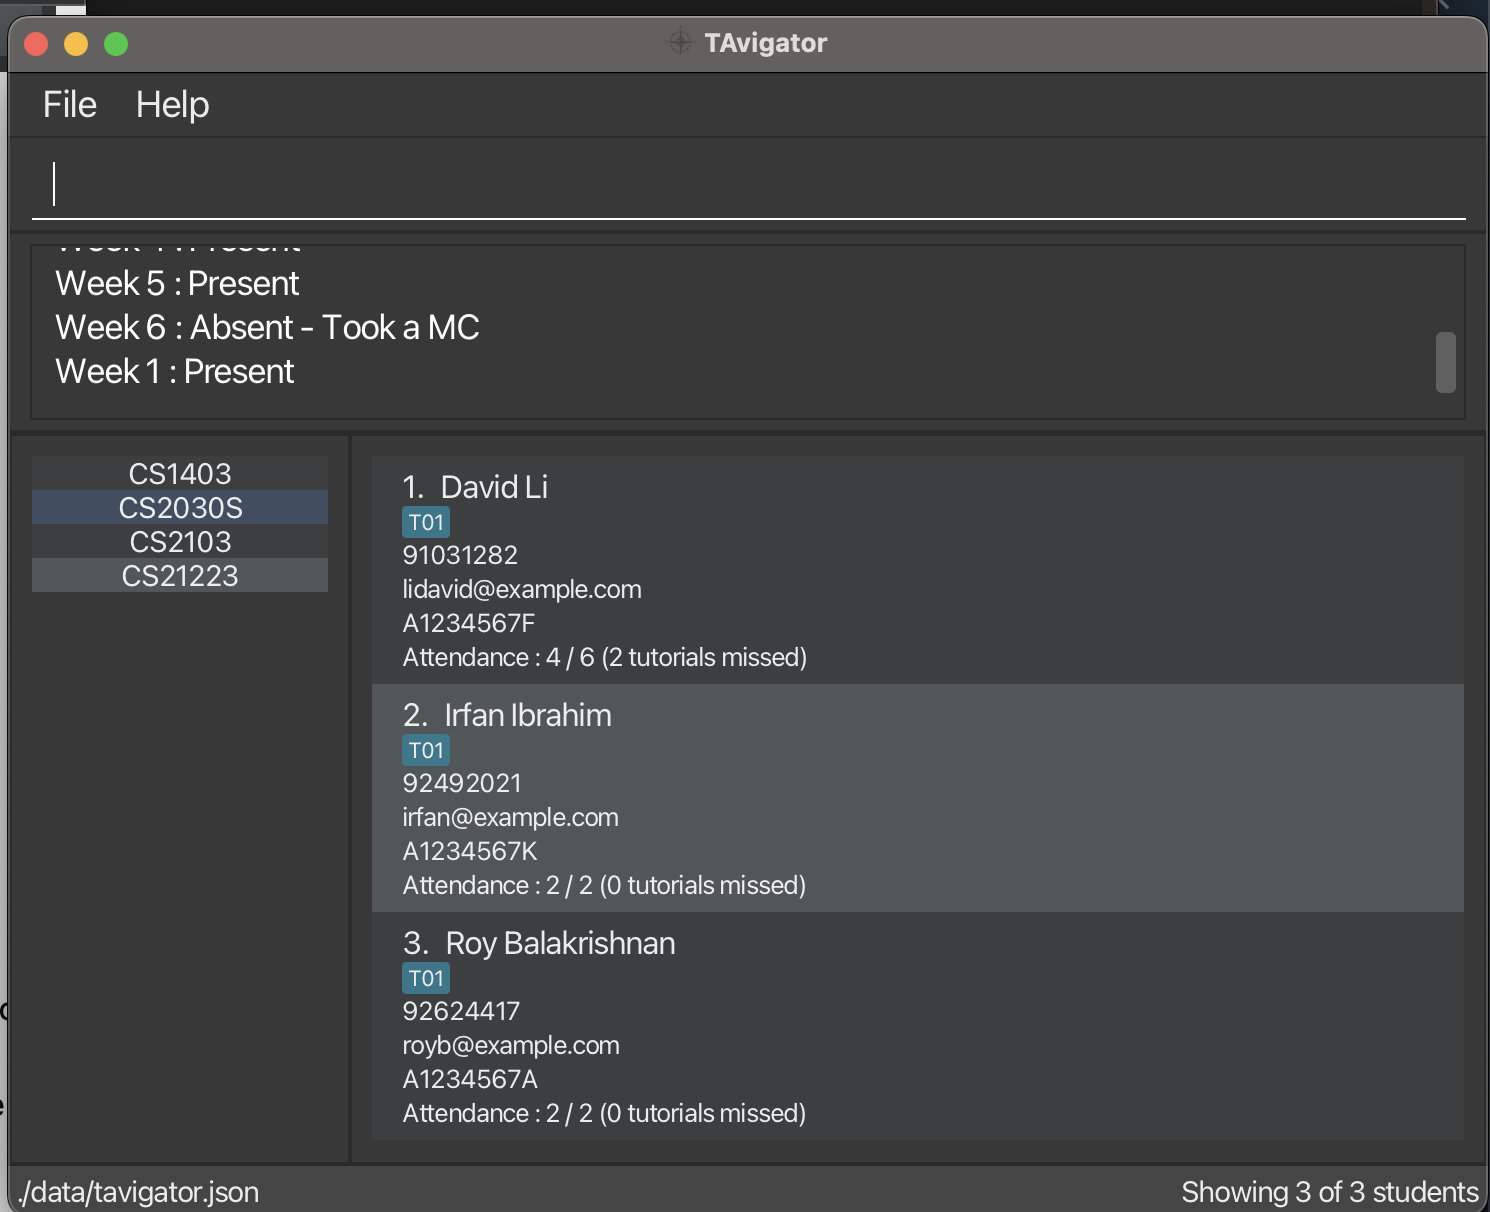 TAvigator
File Help
Week 5 : Present
Week 6 : Absent - Took a MC
Week 1 : Present
CS1403
CS2030S
CS2103
CS21223
1. David Li
T01
91031282
lidavid@example.com
A1234567F
Attendance : 4 / 6 (2 tutorials missed)
2. Irfan Ibrahim
T01
92492021
irfan@example.com
A1234567K
Attendance : 2 / 2 (0 tutorials missed)
3. Roy Balakrishnan
T01
92624417
royb@example.com
A1234567A
Attendance : 2 / 2 (0 tutorials missed)
./data/tavigator.json
Showing 3 of 3 students